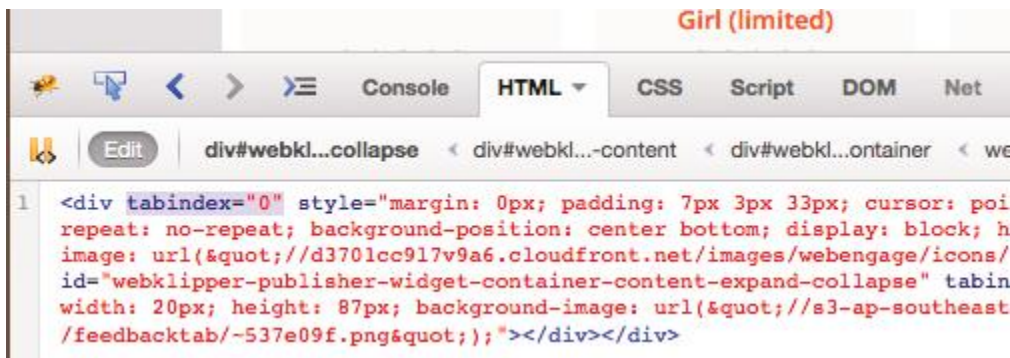 Girl (limited)
Console HTML CSS Script DOM Net
Edit div#webkl...collapse < div#webkl...-content < div#webkl...ontainer < we
1 <div tabindex="0" style="margin: 0px; padding: 7px 3px 33px; cursor: poi
repeat: no-repeat; background-position: center bottom; display: block; h
image: url(&quot;//d3701cc9l7v9a6.cloudfront.net/images/webengage/icons/
id="webklipper-publisher-widget-container-content-expand-collapse" tabin
width: 20px; height: 87px; background-image: url(&quot;//s3-ap-southeast
/feedbacktab/~537e09f.png&quot;);"></div></div>